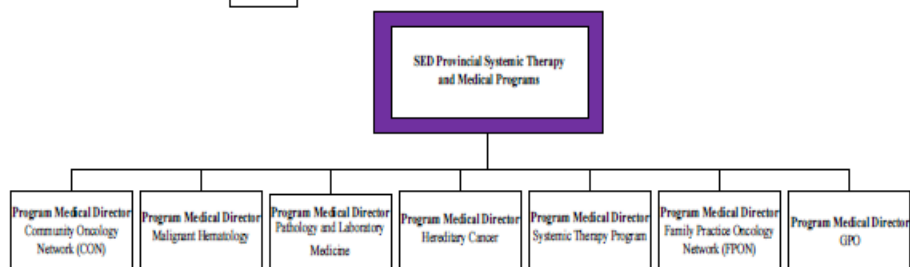 SED Provincial Systemic Therapy
and Medical Programs
Program Medical Director
Community Oncology
Network (CON)
Program Medical Director
Malignant Hematology
Program Medical Director
Pathology and Laboratory
Medicine
Program Medical Director
Hereditary Cancer
Program Medical Director
Systemic Therapy Program
Program Medical Director
Family Practice Oncology
Network (FPON)
Program Medical Director
GPO